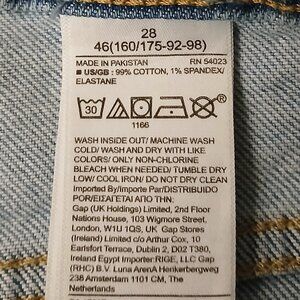 28
46(160/175-92-98)
MADE IN PAKISTAN RN 54023
■ US/GB: 99% COTTON, 1% SPANDEX/
ELASTANE
30
1166
WASH INSIDE OUT/ MACHINE WASH
COLD/ WASH AND DRY WITH LIKE
COLORS/ ONLY NON-CHLORINE
BLEACH WHEN NEEDED/ TUMBLE DRY
LOW/ COOL IRON/ DO NOT DRY CLEAN
Imported By/Importe Par/DISTRIBUIDO
POR/ΕΙΣΑΓΕΤΑΙ ΑΠΟ ΤΗΝ:
Gap (UK Holdings) Limited, 2nd Floor
Nations House, 103 Wigmore Street,
London, W1U 1QS, UK Gap Stores
(Ireland) Limited c/o Arthur Cox, 10
Earlsfort Terrace, Dublin 2, D02 T380,
Ireland Egypt Importer:RIGE, LLC Gap
(RHC) B.V. Luna ArenA Herikerbergweg
238 Amsterdam 1101 CM, The
Netherlands